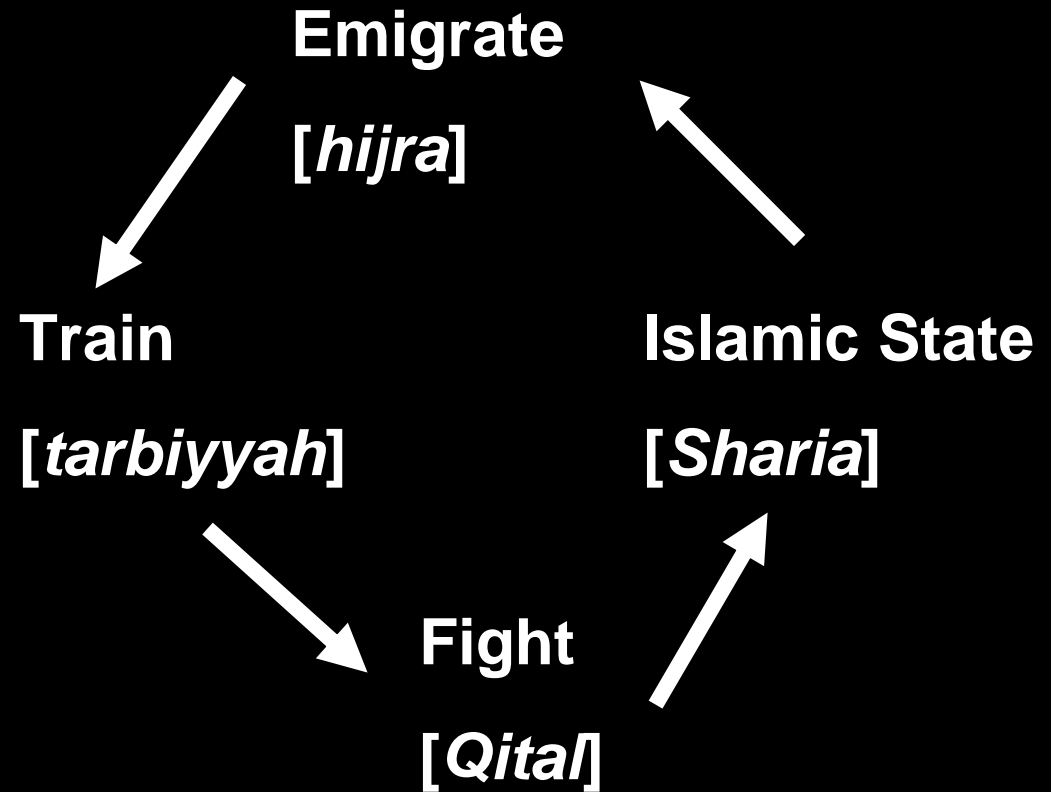 Emigrate
[hijra]
Train
[tarbiyyah]
Islamic State
[Sharia]
Fight
[Qital]